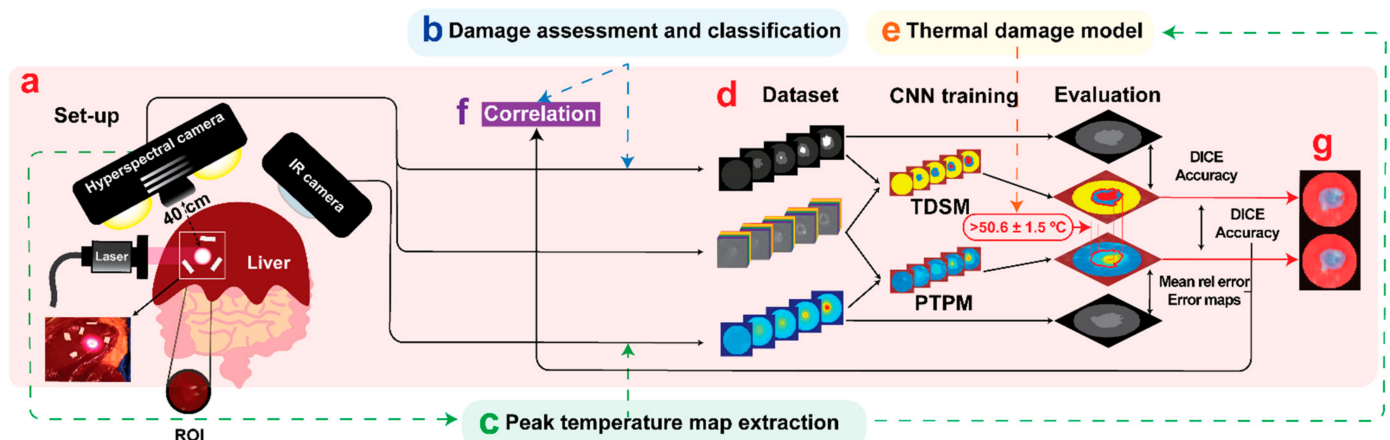 b Damage assessment and classification
e Thermal damage model
a
Set-up
Hyperspectral camera
40 cm
IR camera
Laser
Liver
ROI
f Correlation
d Dataset
CNN training
Evaluation
TDSM
PTPM
>50.6 ± 1.5 ºC
DICE
Accuracy
DICE
Accuracy
Mean rel error
Error maps
g
c Peak temperature map extraction